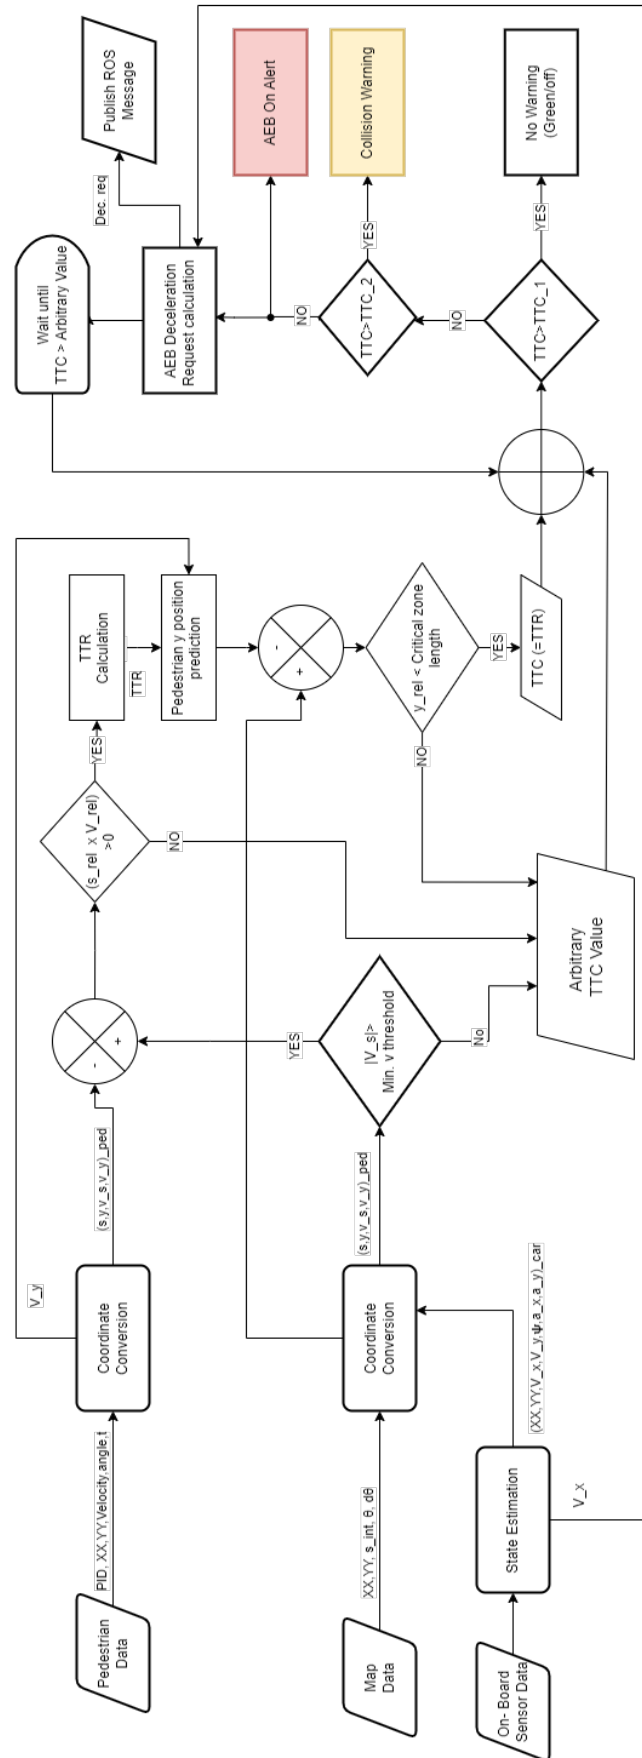 Pedestrian
Data
PID, XX,YY,Velocity,angle,t
Coordinate
Conversion
V_y
(s,y,v_s,v_y)_ped
-
+
(s_rel x V_rel)
>0
YES
NO
TTR
Calculation
TTR
Pedestrian y position
prediction
Wait until
TTC > Arbitrary Value
AEB Deceleration
Request calculation
Dec. req
Publish ROS
Message
Map
Data
XX,YY, s_int, θ, dθ
Coordinate
Conversion
(s,y,v_s,v_y)_ped
|V_s|>
Min. v threshold
YES
No
-
+
y_rel < Critical zone
length
NO
YES
TTC (=TTR)
AEB On Alert
NO
TTC>TTC_2
YES
Collision Warning
NO
TTC>TTC_1
YES
No Warning
(Green/off)
On- Board
Sensor Data
State Estimation
(XX,YY,V_x,V_y,Ψ,a_x,a_y)_car
V_x
Arbitrary
TTC Value